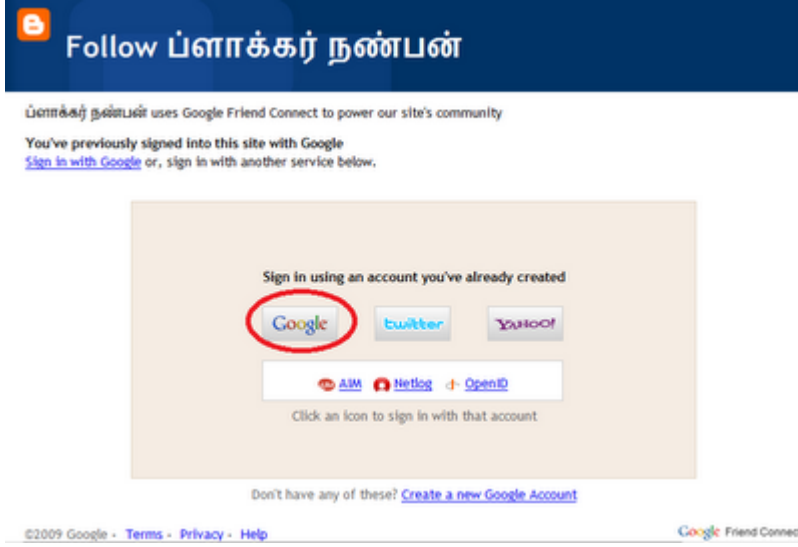 Follow ப்ளாக்கர் நண்பன்
ப்ளாக்கர் நண்பன் uses Google Friend Connect to power our site's community
You've previously signed into this site with Google
Sign in with Google or, sign in with another service below.
Sign in using an account you've already created
Google twitter YAHOO!
AIM Netlog OpenID
Click an icon to sign in with that account
Don't have any of these? Create a new Google Account
©2009 Google - Terms - Privacy - Help Google Friend Connec